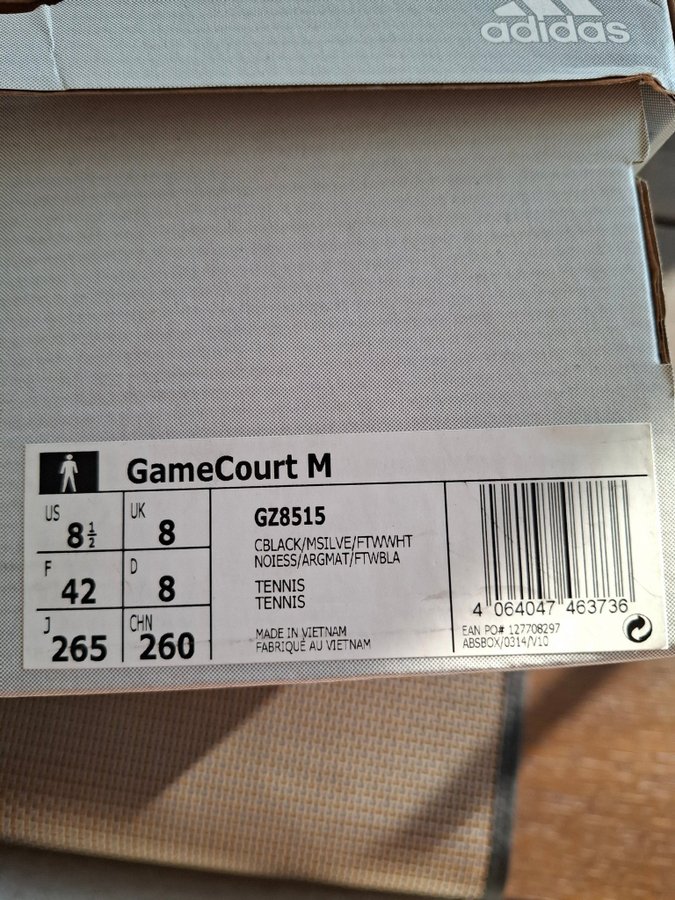 adidas
GameCourt M
US 8½ UK 8
F 42 D 8
J 265 CHN 260
GZ8515
CBLACK/MSILVE/FTWWHT
NOIESS/ARGMAT/FTWBLA
TENNIS
TENNIS
MADE IN VIETNAM
FABRIQUÉ AU VIETNAM
4 064047 463736
EAN PO# 127708297
ABSBOX/0314/V10